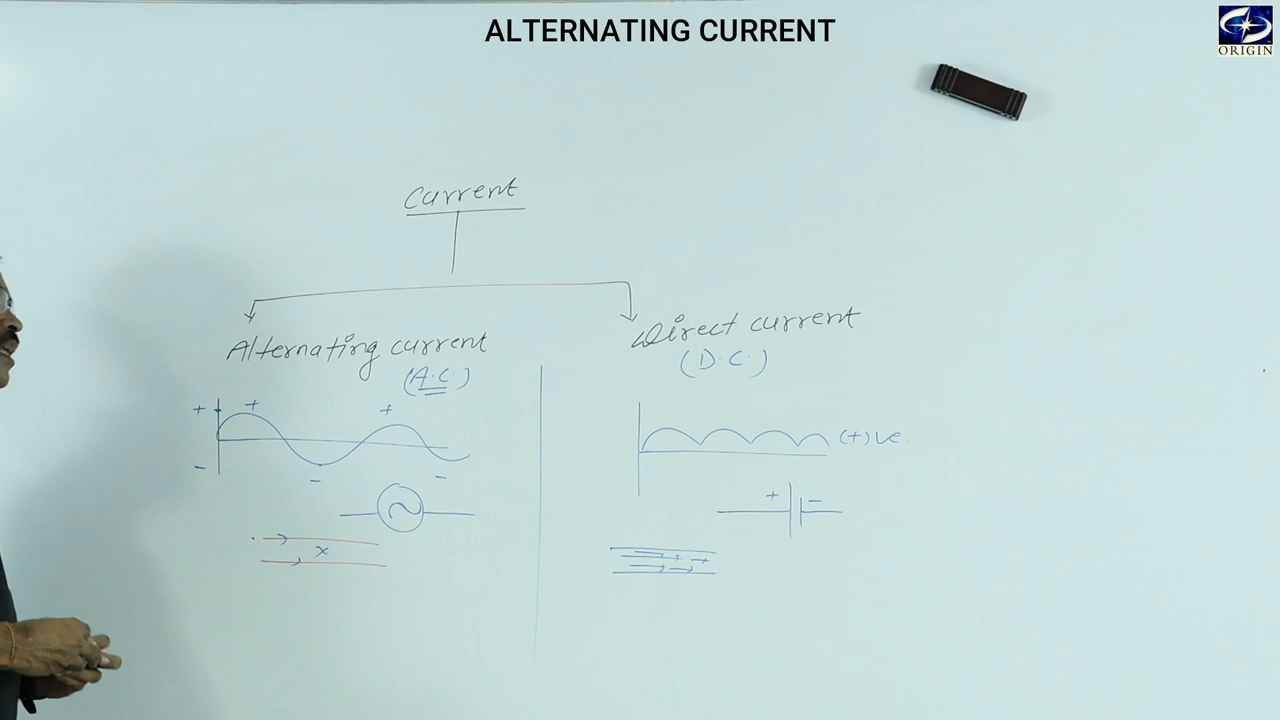 ALTERNATING CURRENT
ORIGIN
Current
Alternating current
(A.C.)
Direct current
(D.C.)
+ + +
-
- -
(+)ve
+ -
x